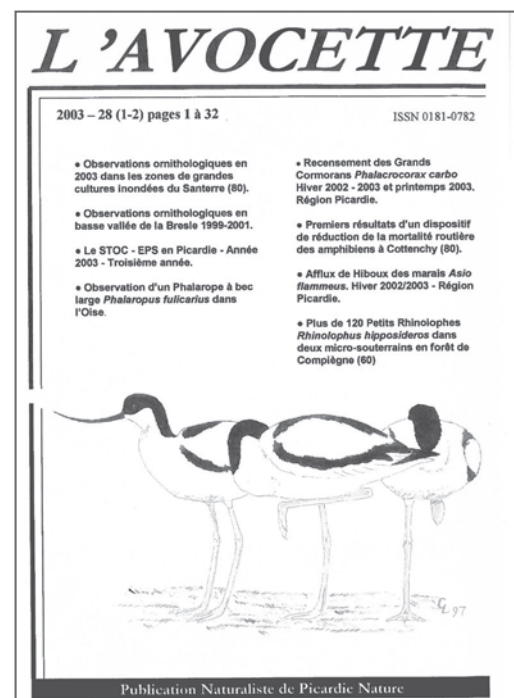 L'AVOCETTE
2003 – 28 (1-2) pages 1 à 32
ISSN 0181-0782
• Observations ornithologiques en
2003 dans les zones de grandes
cultures inondées du Santerre (80).
• Observations ornithologiques en
basse vallée de la Bresle 1999-2001.
• Le STOC - EPS en Picardie - Année
2003 - Troisième année.
• Observation d'un Phalarope à bec
large Phalaropus fulicarius dans
l'Oise.
• Recensement des Grands
Cormorans Phalacrocorax carbo
Hiver 2002 - 2003 et printemps 2003.
Région Picardie.
• Premiers résultats d'un dispositif
de réduction de la mortalité routière
des amphibiens à Cottenchy (80).
• Afflux de Hiboux des marais Asio
flammeus. Hiver 2002/2003 - Région
Picardie.
• Plus de 120 Petits Rhinolophes
Rhinolophus hipposideros dans
deux micro-souterrains en forêt de
Compiègne (60)
97
Publication Naturaliste de Picardie Nature